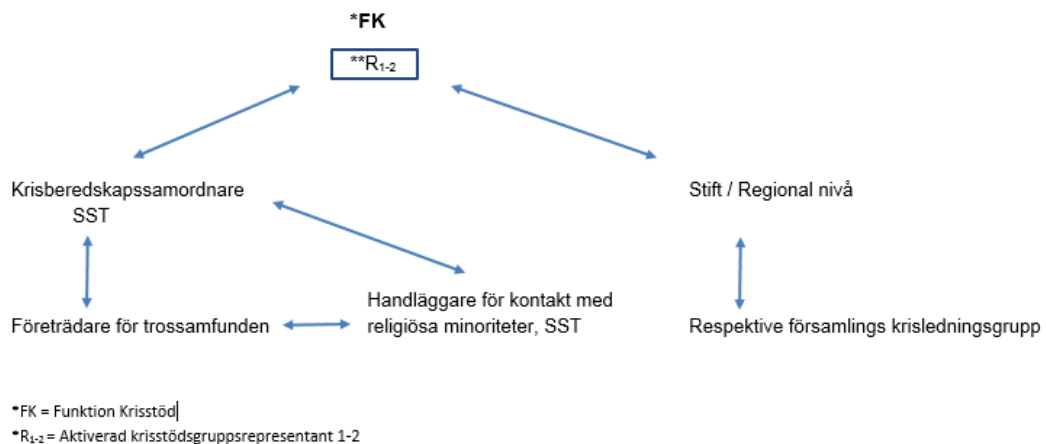 *FK
**R₁₋₂
Krisberedskapssamordnare
SST
Stift / Regional nivå
Företrädare för trossamfunden
Handläggare för kontakt med
religiösa minoriteter, SST
Respektive församlings krisledningsgrupp
*FK = Funktion Krisstöd
*R₁₋₂ = Aktiverad krisstödsgruppsrepresentant 1-2